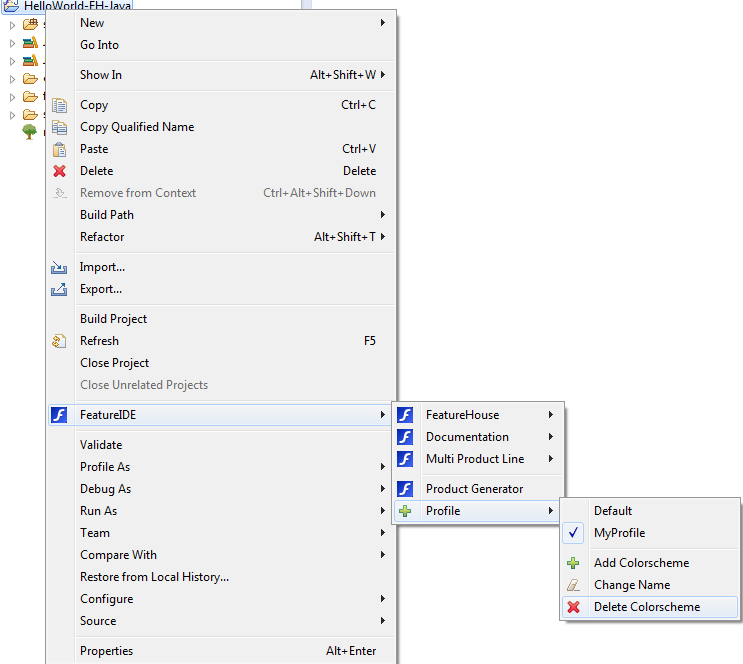 HelloWorld-FH-Java
New
Go Into
Show In Alt+Shift+W
Copy Ctrl+C
Copy Qualified Name
Paste Ctrl+V
Delete Delete
Remove from Context Ctrl+Alt+Shift+Down
Build Path
Refactor Alt+Shift+T
Import...
Export...
Build Project
Refresh F5
Close Project
Close Unrelated Projects
FeatureIDE
Validate
Profile As
Debug As
Run As
Team
Compare With
Restore from Local History...
Configure
Source
Properties Alt+Enter
FeatureHouse
Documentation
Multi Product Line
Product Generator
Profile
Default
MyProfile
Add Colorscheme
Change Name
Delete Colorscheme